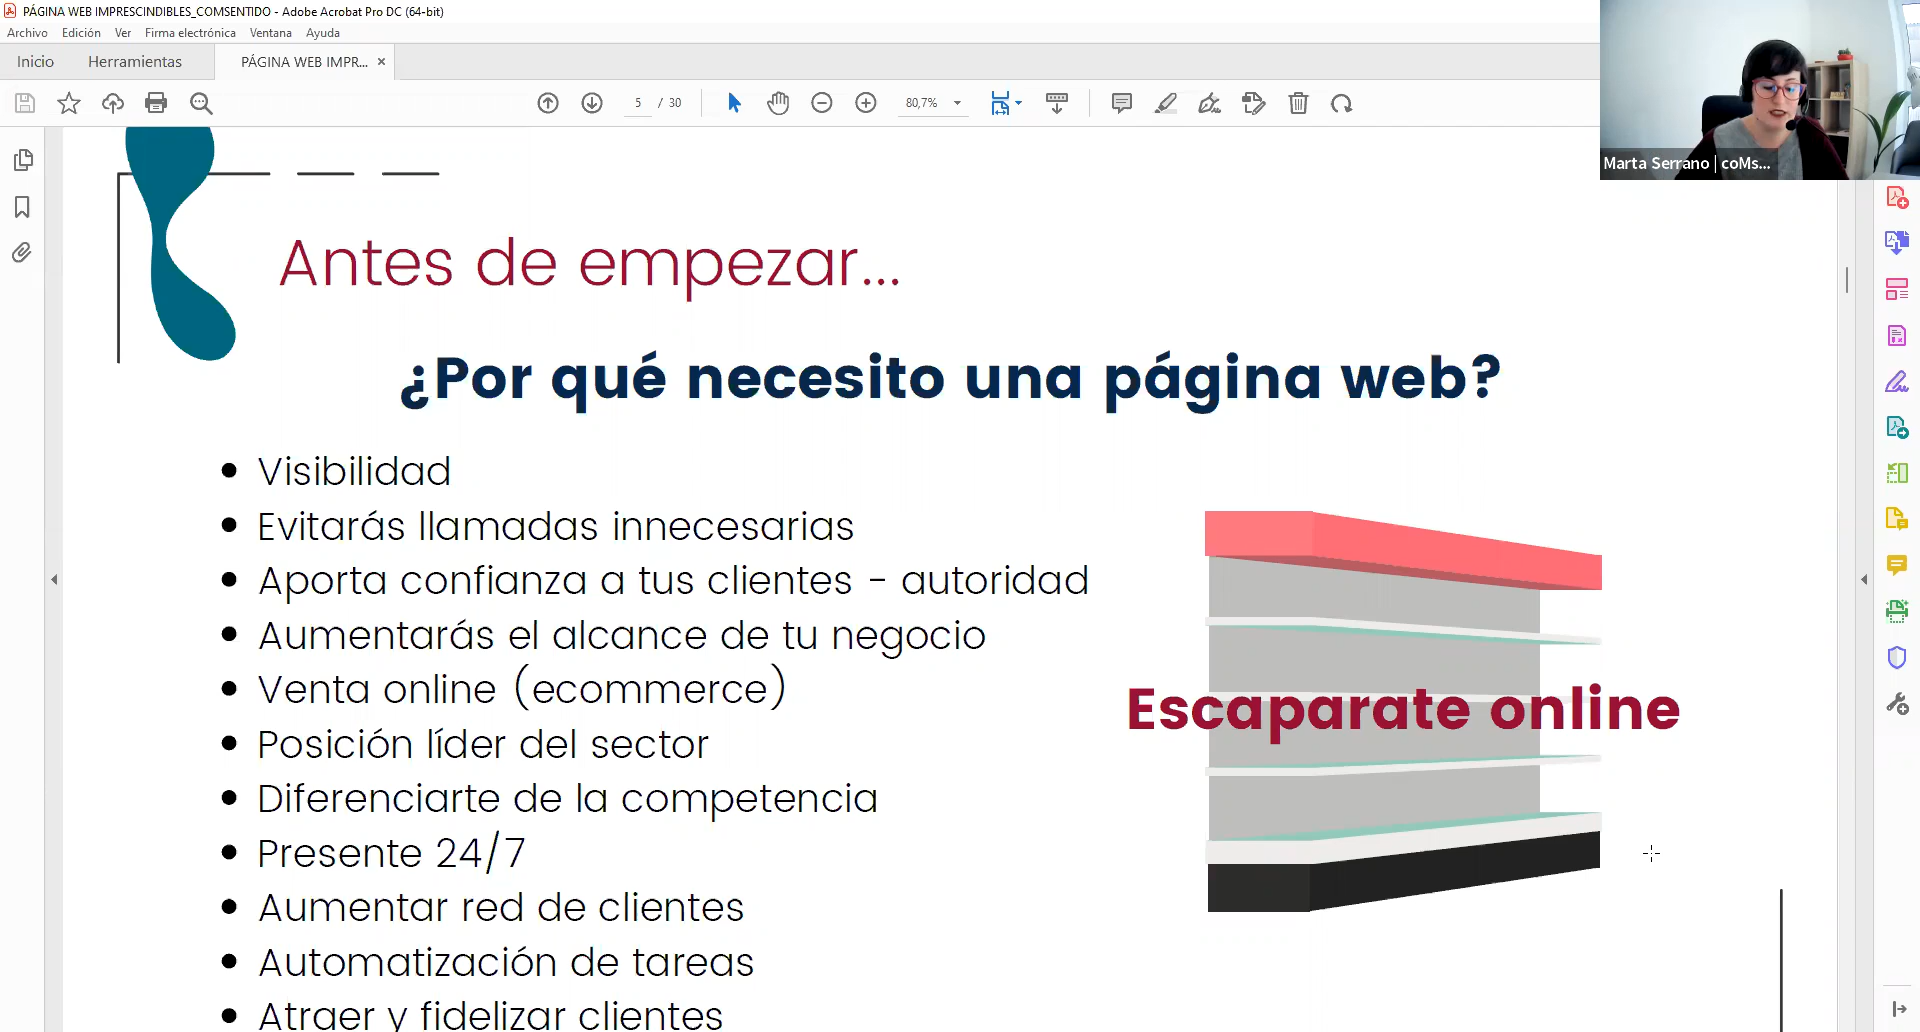 PÁGINA WEB IMPRESCINDIBLES_COMSENTIDO - Adobe Acrobat Pro DC (64-bit)
Archivo Edición Ver Firma electrónica Ventana Ayuda
Inicio Herramientas PÁGINA WEB IMPR... ×
5 / 30 80,7%
Marta Serrano | coMs...
Antes de empezar...
¿Por qué necesito una página web?
• Visibilidad
• Evitarás llamadas innecesarias
• Aporta confianza a tus clientes - autoridad
• Aumentarás el alcance de tu negocio
• Venta online (ecommerce)
• Posición líder del sector
• Diferenciarte de la competencia
• Presente 24/7
• Aumentar red de clientes
• Automatización de tareas
• Atraer y fidelizar clientes
Escaparate online